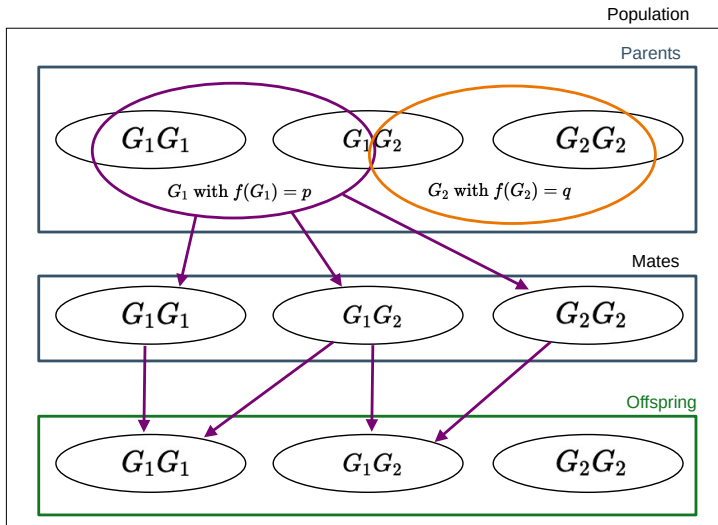 Population
Parents
G₁G₁ G₁G₂ G₂G₂
G₁ with f(G₁) = p G₂ with f(G₂) = q
Mates
G₁G₁ G₁G₂ G₂G₂
Offspring
G₁G₁ G₁G₂ G₂G₂